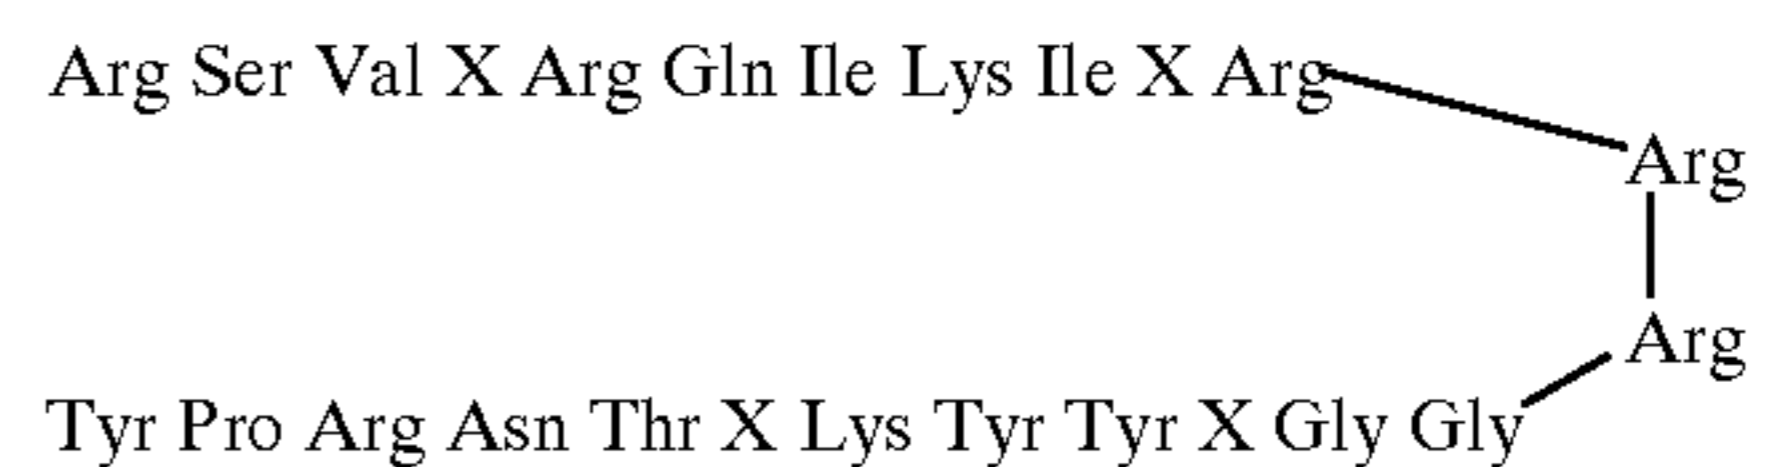 Arg Ser Val X Arg Gln Ile Lys Ile X Arg
Arg
Arg
Tyr Pro Arg Asn Thr X Lys Tyr Tyr X Gly Gly